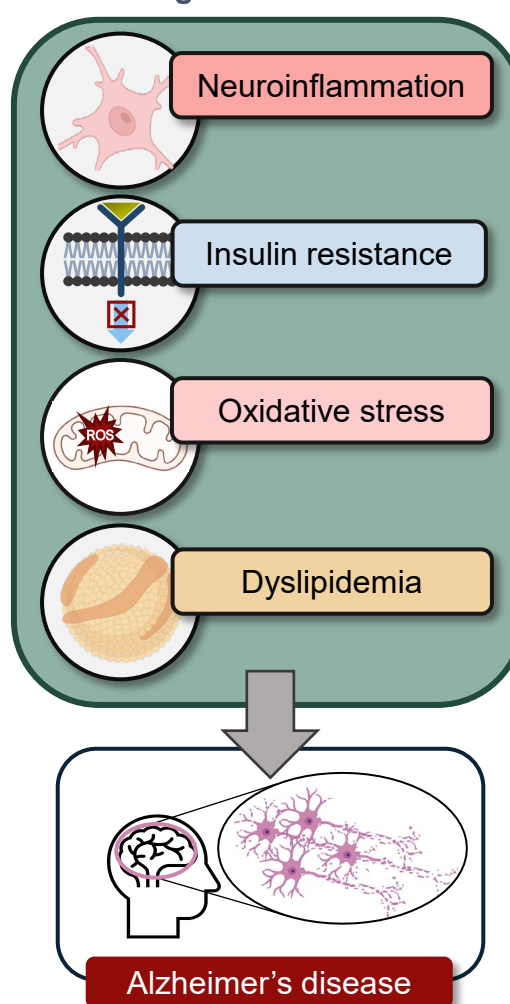 Neuroinflammation
Insulin resistance
Oxidative stress
ROS
Dyslipidemia
Alzheimer’s disease